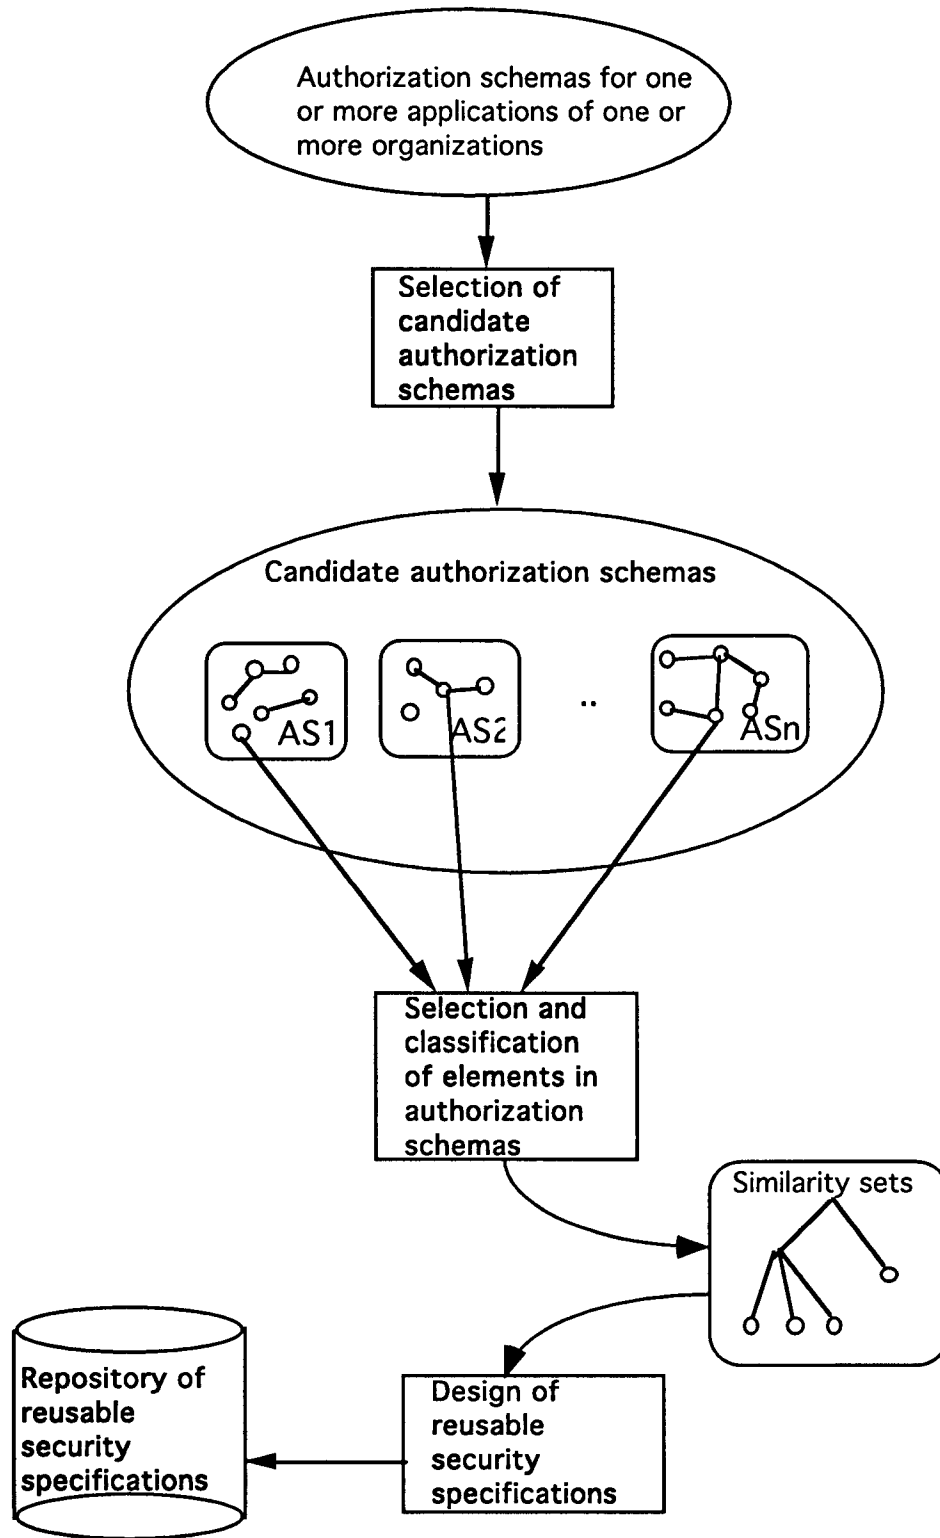 Authorization schemas for one
or more applications of one or
more organizations
Selection of
candidate
authorization
schemas
Candidate authorization schemas
AS1
AS2
..
ASn
Selection and
classification
of elements in
authorization
schemas
Similarity sets
Repository of
reusable
security
specifications
Design of
reusable
security
specifications